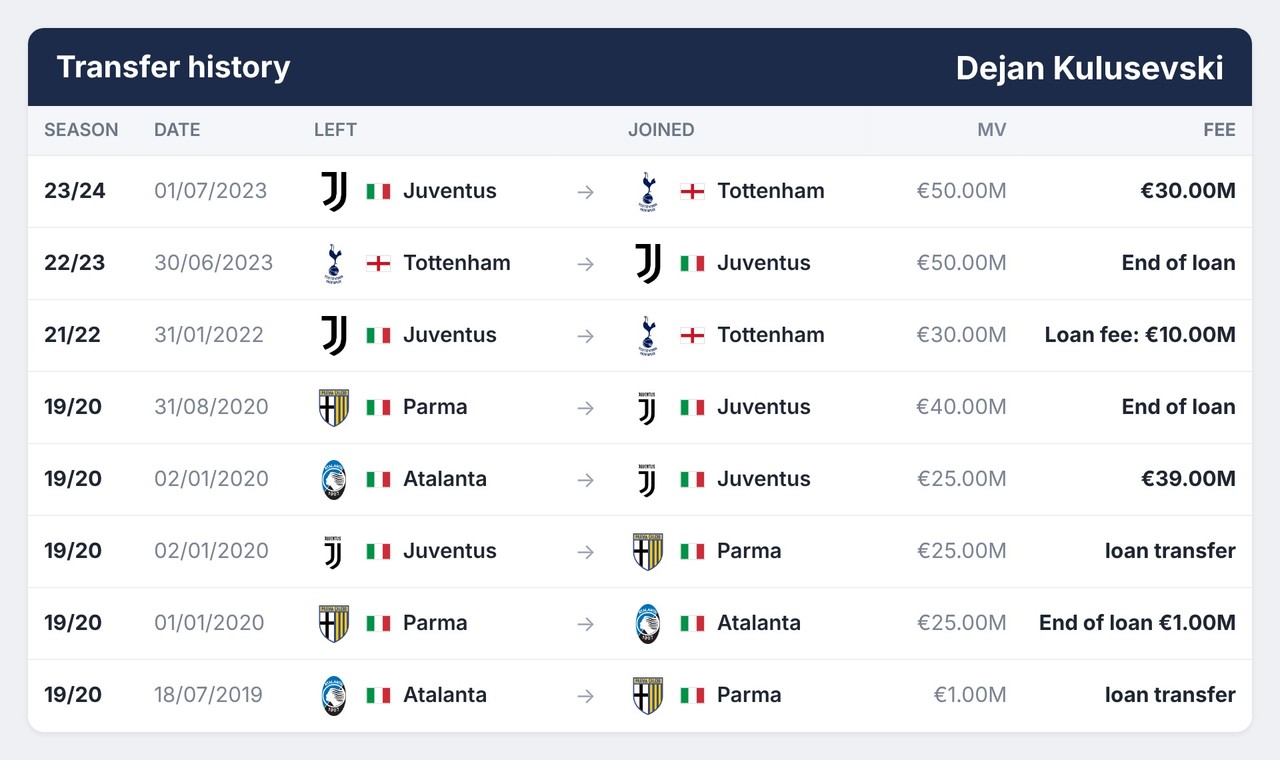 Transfer history Dejan Kulusevski
SEASON DATE LEFT JOINED MV FEE
23/24 01/07/2023 Juventus → Tottenham €50.00M €30.00M
22/23 30/06/2023 Tottenham → Juventus €50.00M End of loan
21/22 31/01/2022 Juventus → Tottenham €30.00M Loan fee: €10.00M
19/20 31/08/2020 Parma → Juventus €40.00M End of loan
19/20 02/01/2020 Atalanta → Juventus €25.00M €39.00M
19/20 02/01/2020 Juventus → Parma €25.00M loan transfer
19/20 01/01/2020 Parma → Atalanta €25.00M End of loan €1.00M
19/20 18/07/2019 Atalanta → Parma €1.00M loan transfer